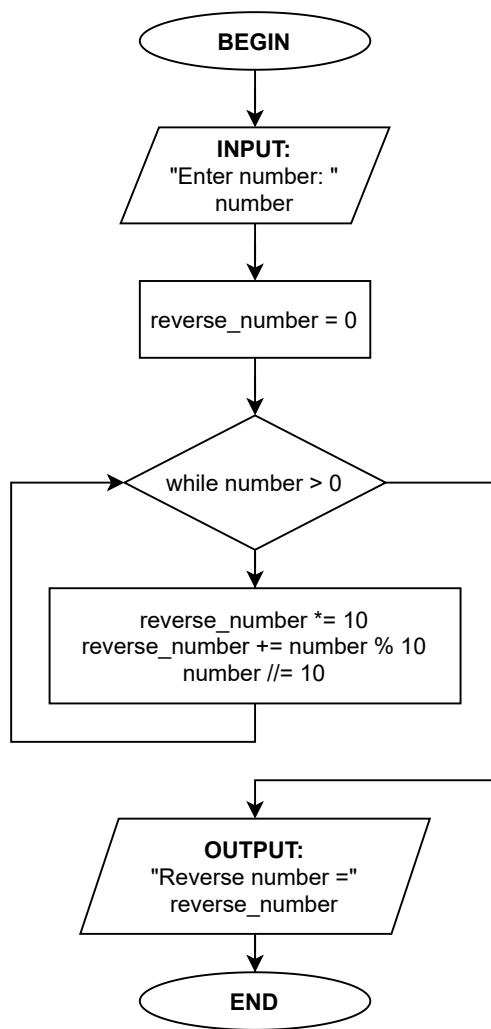 BEGIN
INPUT:
"Enter number: "
number
reverse_number = 0
while number > 0
reverse_number *= 10
reverse_number += number % 10
number //= 10
OUTPUT:
"Reverse number ="
reverse_number
END